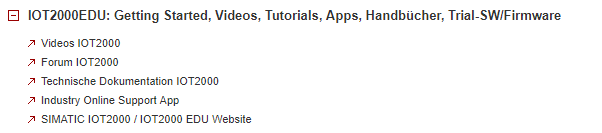 IOT2000EDU: Getting Started, Videos, Tutorials, Apps, Handbücher, Trial-SW/Firmware
Videos IOT2000
Forum IOT2000
Technische Dokumentation IOT2000
Industry Online Support App
SIMATIC IOT2000 / IOT2000 EDU Website